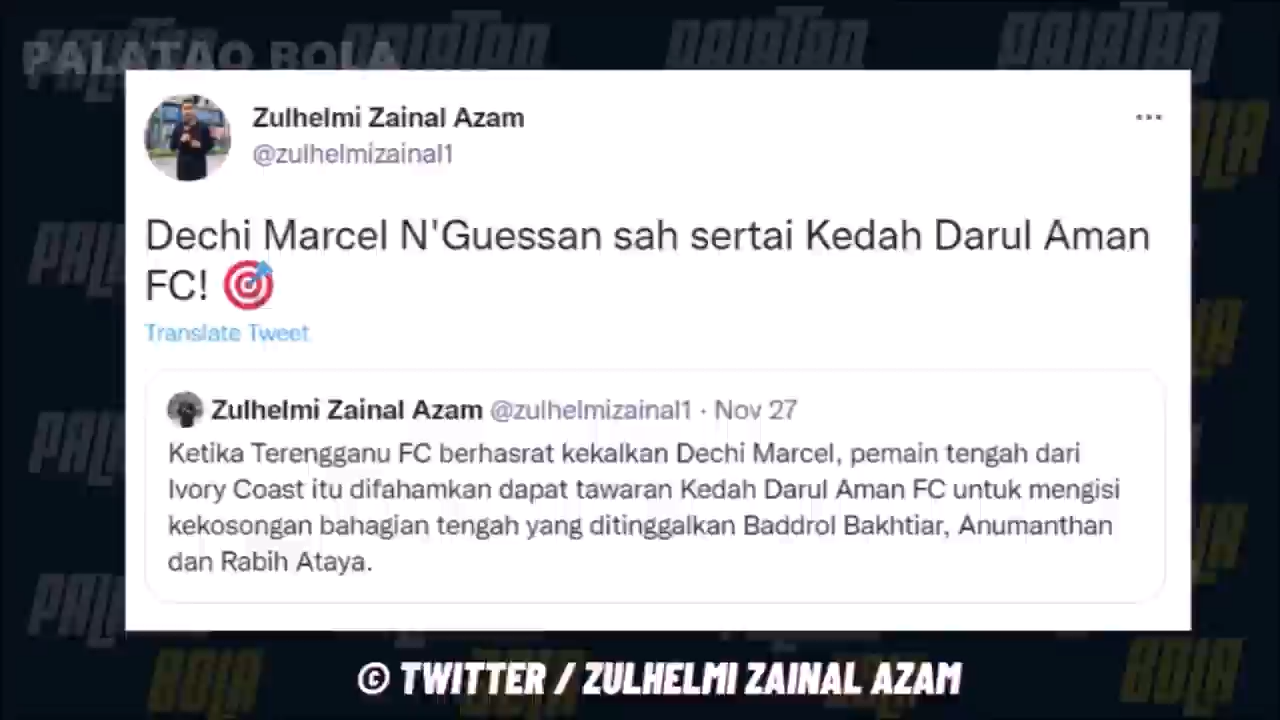 PALATAO BOLA
Zulhelmi Zainal Azam
@zulhelmizainal1
Dechi Marcel N'Guessan sah sertai Kedah Darul Aman
FC! 🎯
Translate Tweet
Zulhelmi Zainal Azam @zulhelmizainal1 · Nov 27
Ketika Terengganu FC berhasrat kekalkan Dechi Marcel, pemain tengah dari
Ivory Coast itu difahamkan dapat tawaran Kedah Darul Aman FC untuk mengisi
kekosongan bahagian tengah yang ditinggalkan Baddrol Bakhtiar, Anumanthan
dan Rabih Ataya.
© TWITTER / ZULHELMI ZAINAL AZAM